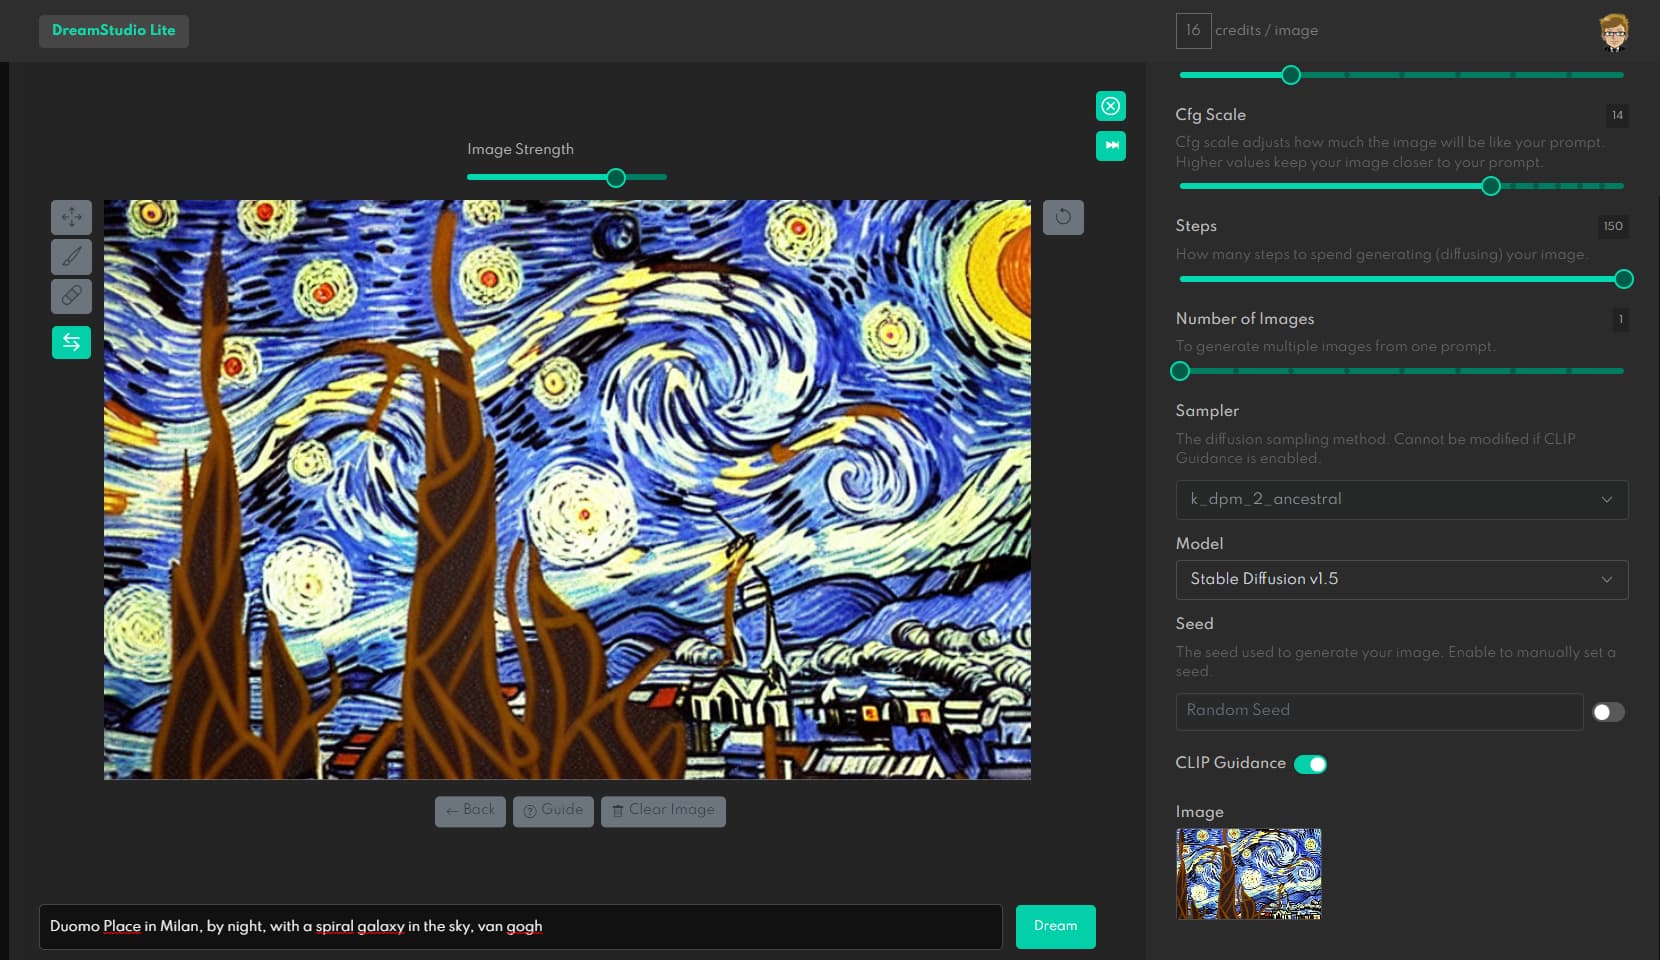 DreamStudio Lite
16 credits / image
Image Strength
Cfg Scale
14
Cfg scale adjusts how much the image will be like your prompt.
Higher values keep your image closer to your prompt.
Steps
150
How many steps to spend generating (diffusing) your image.
Number of Images
1
To generate multiple images from one prompt.
Sampler
The diffusion sampling method. Cannot be modified if CLIP
Guidance is enabled.
k_dpm_2_ancestral
Model
Stable Diffusion v1.5
Seed
The seed used to generate your image. Enable to manually set a
seed.
Random Seed
CLIP Guidance
Image
← Back
Guide
Clear Image
Duomo Place in Milan, by night, with a spiral galaxy in the sky, van gogh
Dream